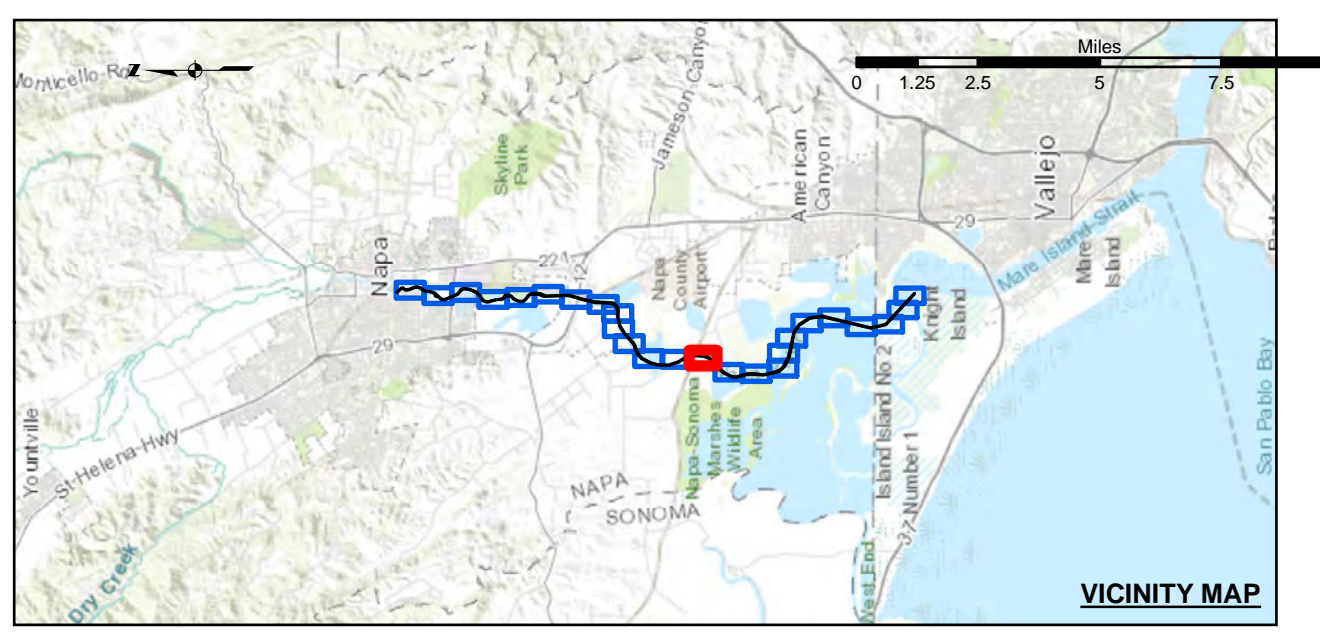 Miles
0 1.25 2.5 5 7.5
Monticello-Rd
Z
Jameson Canyo
Skyline
Park
American
Canyon
Vallejo
29
Mare Island-Strait
Mare
Island
Napa
221
12
Napa
County
Airport
Knight
Island
29
Yountville
St-Helena-Hwy
Dry Creek
NAPA
SONOMA
Napa-Sonoma
Marshes
Wildlife
Area
Island Island No 2
37 Number 1
West End
San Pablo Bay
VICINITY MAP